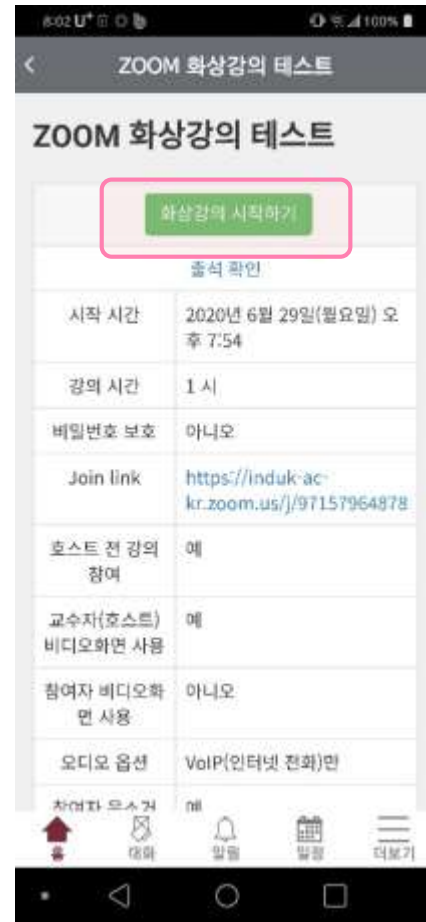 8:02 U+ 100%
ZOOM 화상강의 테스트
ZOOM 화상강의 테스트
화상강의 시작하기
출석 확인
시작 시간 2020년 6월 29일(월요일) 오
후 7:54
강의 시간 1 시
비밀번호 보호 아니오
Join link https://induk-ac-
kr.zoom.us/j/97157964878
호스트 전 강의 예
참여
교수자(호스트) 예
비디오화면 사용
참여자 비디오화 아니오
면 사용
오디오 옵션 VoIP(인터넷 전화)만
참여자 음소거 예
홈 대화 알림 일정 더보기